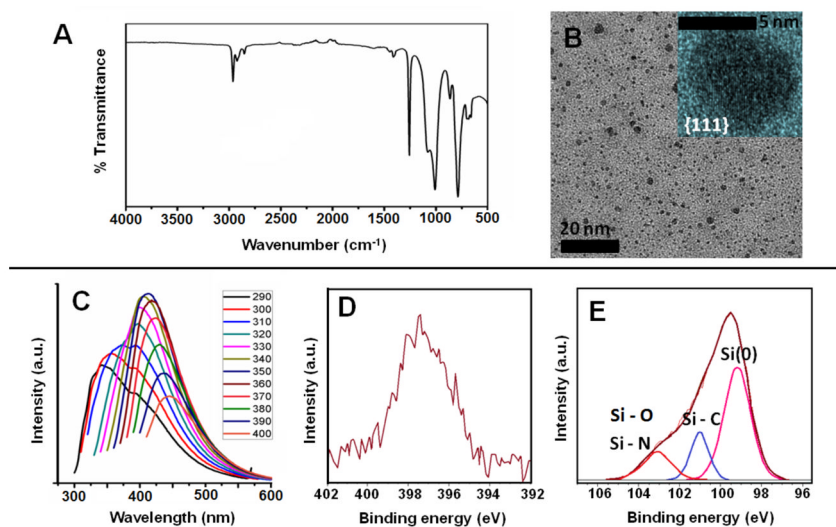 A
% Transmittance
4000 3500 3000 2500 2000 1500 1000 500
Wavenumber (cm⁻¹)
B
5 nm
{111}
20 nm
C
Intensity (a.u.)
290
300
310
320
330
340
350
360
370
380
390
400
300 400 500 600
Wavelength (nm)
D
Intensity (a.u.)
402 400 398 396 394 392
Binding energy (eV)
E
Intensity (a.u.)
Si(0)
Si - O Si - C
Si - N
106 104 102 100 98 96
Binding energy (eV)